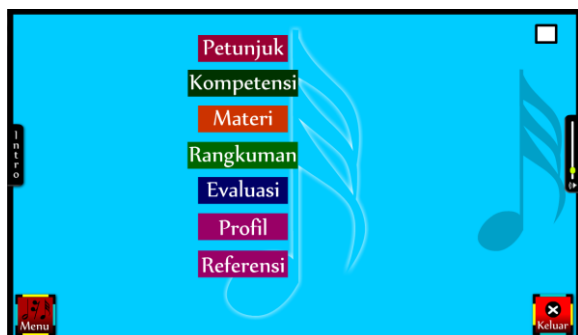 Petunjuk
Kompetensi
Materi
Rangkuman
Evaluasi
Profil
Referensi
Intro
Menu
Keluar